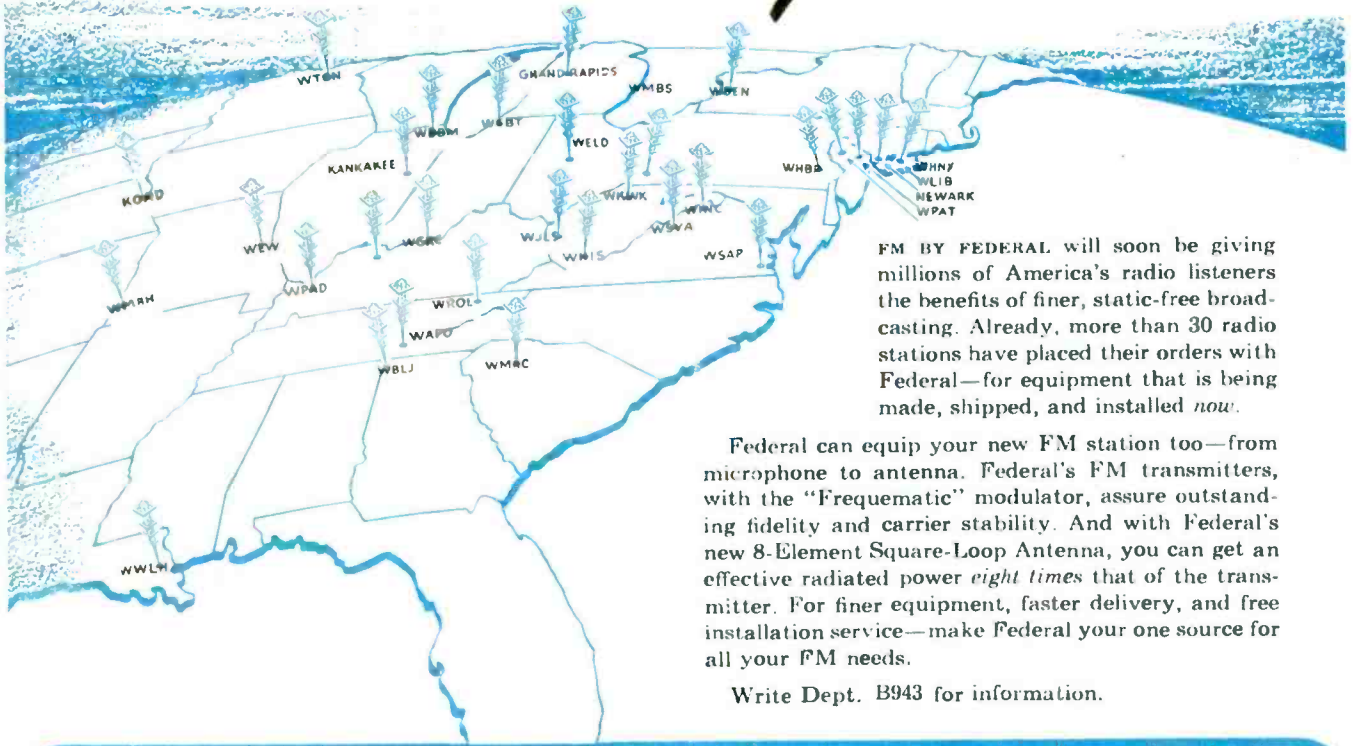 WTCN
GRAND RAPIDS
WMBS
WBEN
WBBM
WGBY
WELD
KANKAKEE
WHBR
WHNX
WLIB
NEWARK
WPAT
WKWK
WINC
WSVA
WJLS
WHIS
WSAP
WEW
WPAD
WMRH
WROL
WAPO
WBLJ
WMRC
WWLH
FM BY FEDERAL will soon be giving
millions of America's radio listeners
the benefits of finer, static-free broad-
casting. Already, more than 30 radio
stations have placed their orders with
Federal—for equipment that is being
made, shipped, and installed now.
Federal can equip your new FM station too—from
microphone to antenna. Federal's FM transmitters,
with the "Frequematic" modulator, assure outstand-
ing fidelity and carrier stability. And with Federal's
new 8-Element Square-Loop Antenna, you can get an
effective radiated power eight times that of the trans-
mitter. For finer equipment, faster delivery, and free
installation service—make Federal your one source for
all your FM needs.
Write Dept. B943 for information.